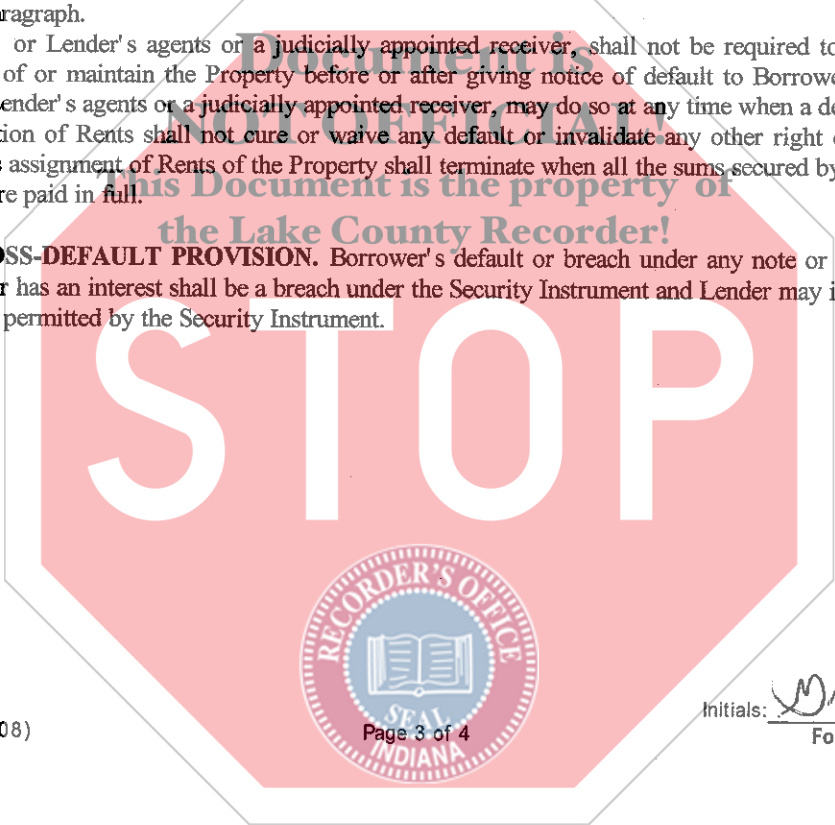 ragraph.
or Lender's agents or a judicially appointed receiver, shall not be required to
of or maintain the Property before or after giving notice of default to Borrowe
ender's agents or a judicially appointed receiver, may do so at any time when a de
tion of Rents shall not cure or waive any default or invalidate any other right
assignment of Rents of the Property shall terminate when all the sums secured by
re paid in full.
Document is
NOT OFFICIAL!
This Document is the property of
the Lake County Recorder!
OSS-DEFAULT PROVISION. Borrower's default or breach under any note or
r has an interest shall be a breach under the Security Instrument and Lender may i
permitted by the Security Instrument.
STOP
RECORDER'S OFFICE
SEAL
INDIANA
08)
Page 3 of 4
Initials:
Fo